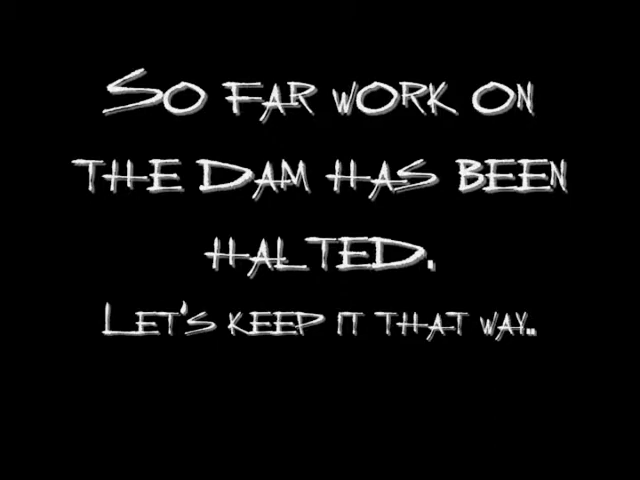 So far work on
the Dam has been
halted.
Let's keep it that way..